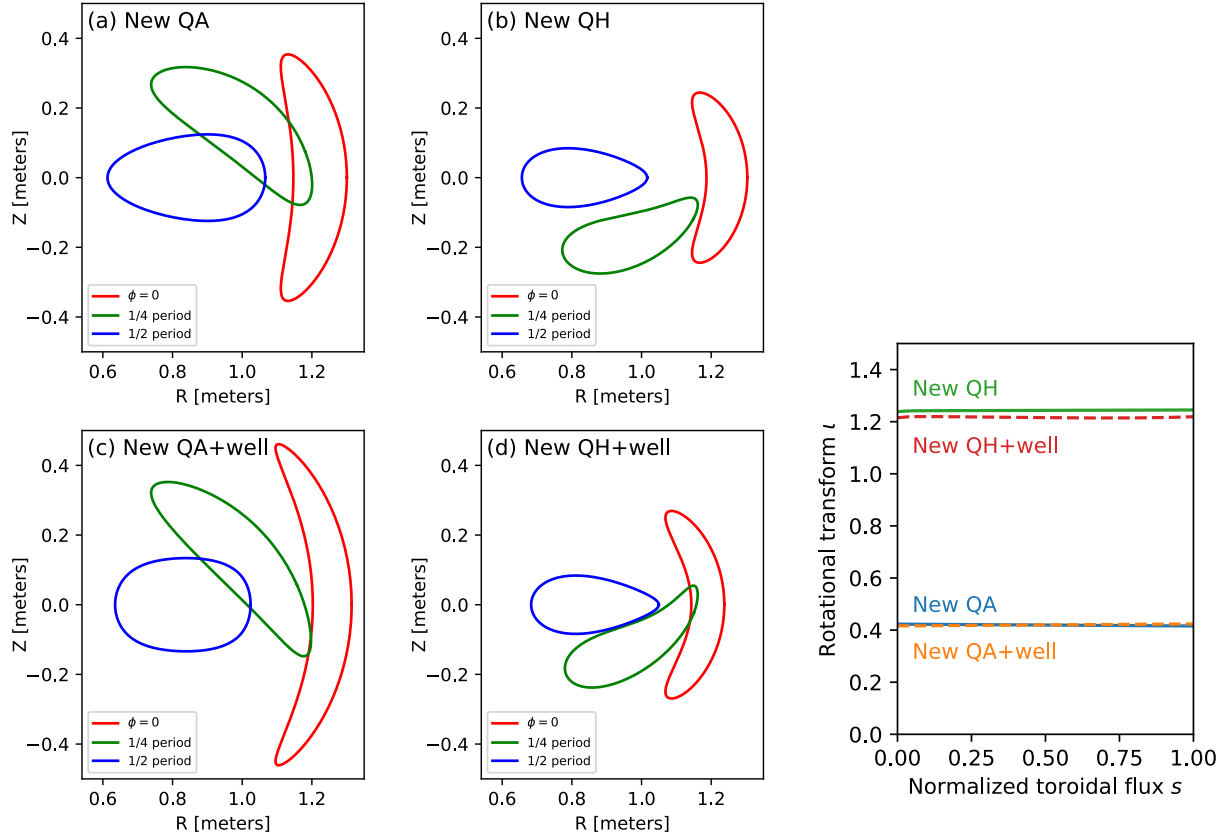 (a) New QA
0.4
0.2
0.0
−0.2
−0.4
Z [meters]
ϕ = 0
1/4 period
1/2 period
0.6 0.8 1.0 1.2
R [meters]
(b) New QH
0.4
0.2
0.0
−0.2
−0.4
Z [meters]
ϕ = 0
1/4 period
1/2 period
0.6 0.8 1.0 1.2
R [meters]
(c) New QA+well
0.4
0.2
0.0
−0.2
−0.4
Z [meters]
ϕ = 0
1/4 period
1/2 period
0.6 0.8 1.0 1.2
R [meters]
(d) New QH+well
0.4
0.2
0.0
−0.2
−0.4
Z [meters]
ϕ = 0
1/4 period
1/2 period
0.6 0.8 1.0 1.2
R [meters]
1.4
1.2
1.0
0.8
0.6
0.4
0.2
0.0
Rotational transform ι
New QH
New QH+well
New QA
New QA+well
0.00 0.25 0.50 0.75 1.00
Normalized toroidal flux s